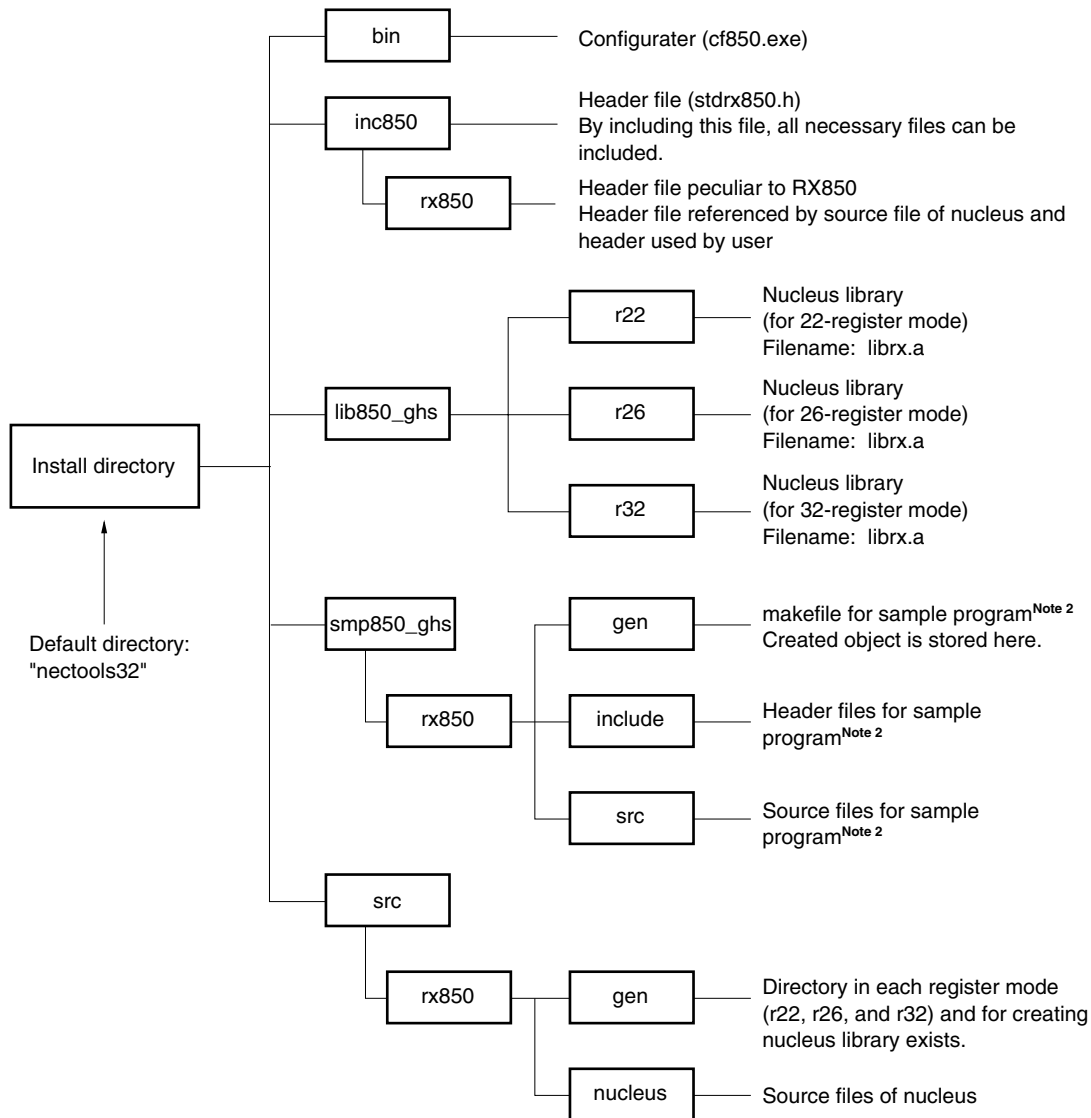 bin
Configurater (cf850.exe)
inc850
Header file (stdrx850.h)
By including this file, all necessary files can be
included.
rx850
Header file peculiar to RX850
Header file referenced by source file of nucleus and
header used by user
Install directory
Default directory:
"nectools32"
lib850_ghs
r22
Nucleus library
(for 22-register mode)
Filename: librx.a
r26
Nucleus library
(for 26-register mode)
Filename: librx.a
r32
Nucleus library
(for 32-register mode)
Filename: librx.a
smp850_ghs
rx850
gen
makefile for sample program Note 2
Created object is stored here.
include
Header files for sample
program Note 2
src
Source files for sample
program Note 2
src
rx850
gen
Directory in each register mode
(r22, r26, and r32) and for creating
nucleus library exists.
nucleus
Source files of nucleus